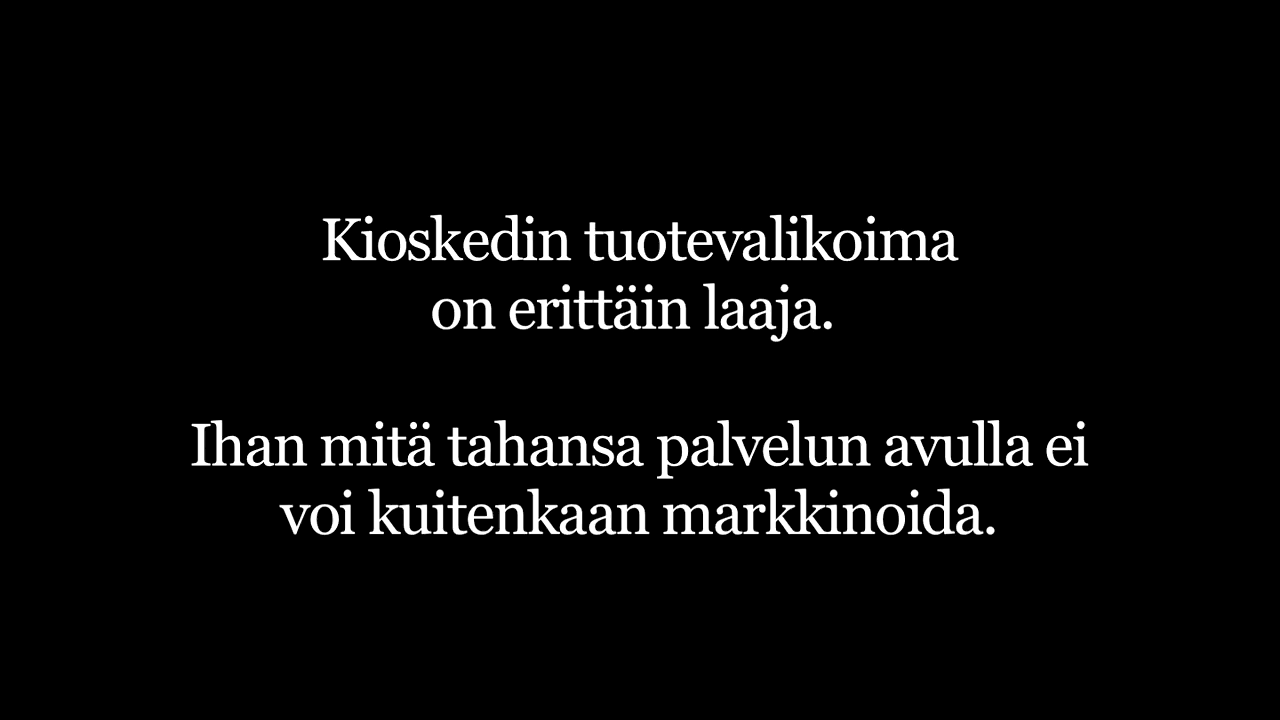 Kioskedin tuotevalikoima
on erittäin laaja.
Ihan mitä tahansa palvelun avulla ei
voi kuitenkaan markkinoida.